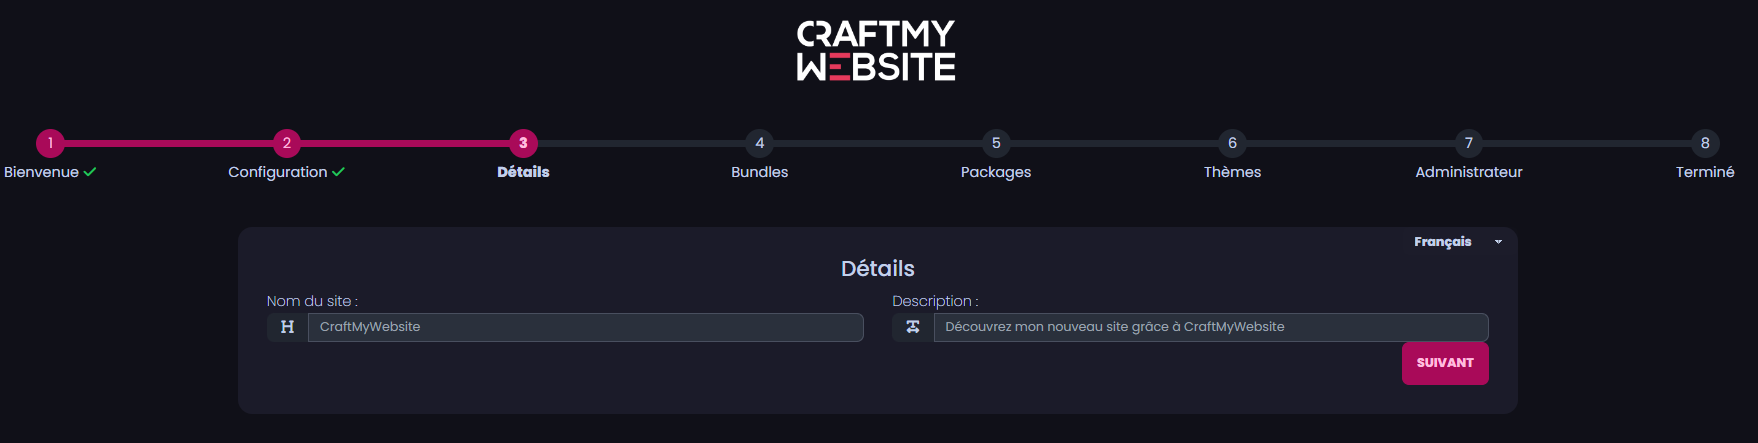 CRAFTMY
WEBSITE
1 2 3 4 5 6 7 8
Bienvenue Configuration Détails Bundles Packages Thèmes Administrateur Terminé
Français
Détails
Nom du site : Description :
CraftMyWebsite Découvrez mon nouveau site grâce à CraftMyWebsite
SUIVANT